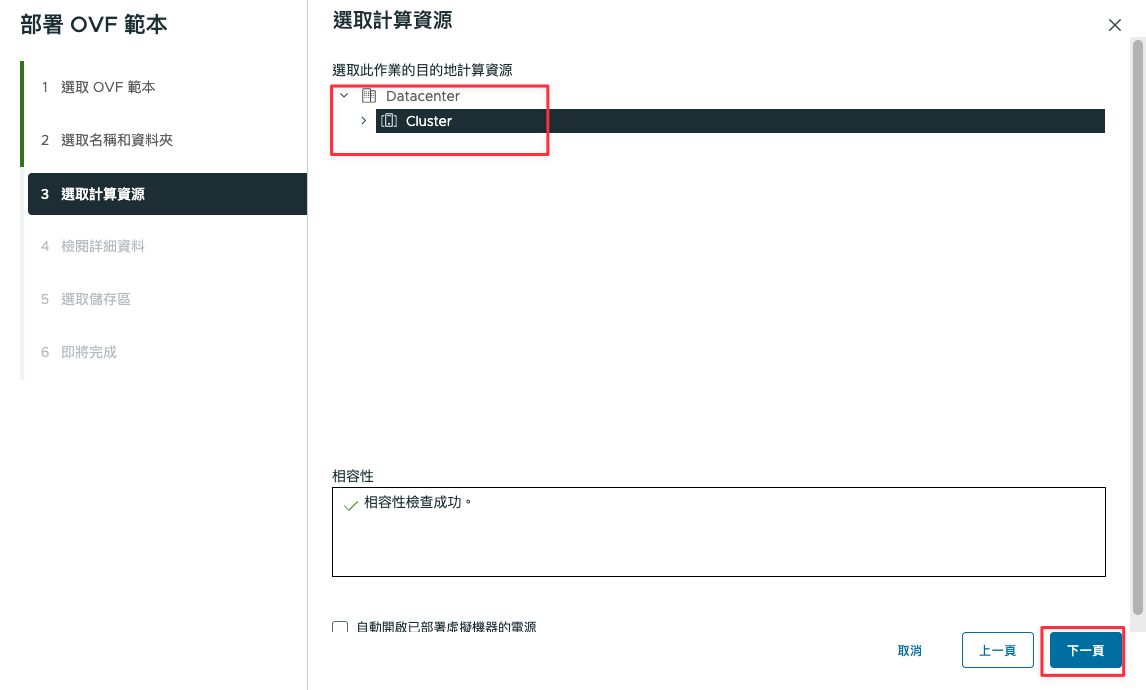 部署 OVF 範本
1 選取 OVF 範本
2 選取名稱和資料夾
3 選取計算資源
4 檢閱詳細資料
5 選取儲存區
6 即將完成
選取計算資源
選取此作業的目的地計算資源
Datacenter
Cluster
相容性
相容性檢查成功。
自動開啟已部署虛擬機器的電源
取消 上一頁 下一頁